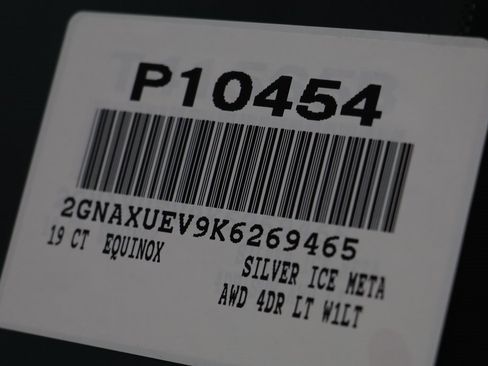 P10454
2GNAXUEV9K6269465
19 CT EQUINOX
SILVER ICE META
AWD 4DR LT W1LT